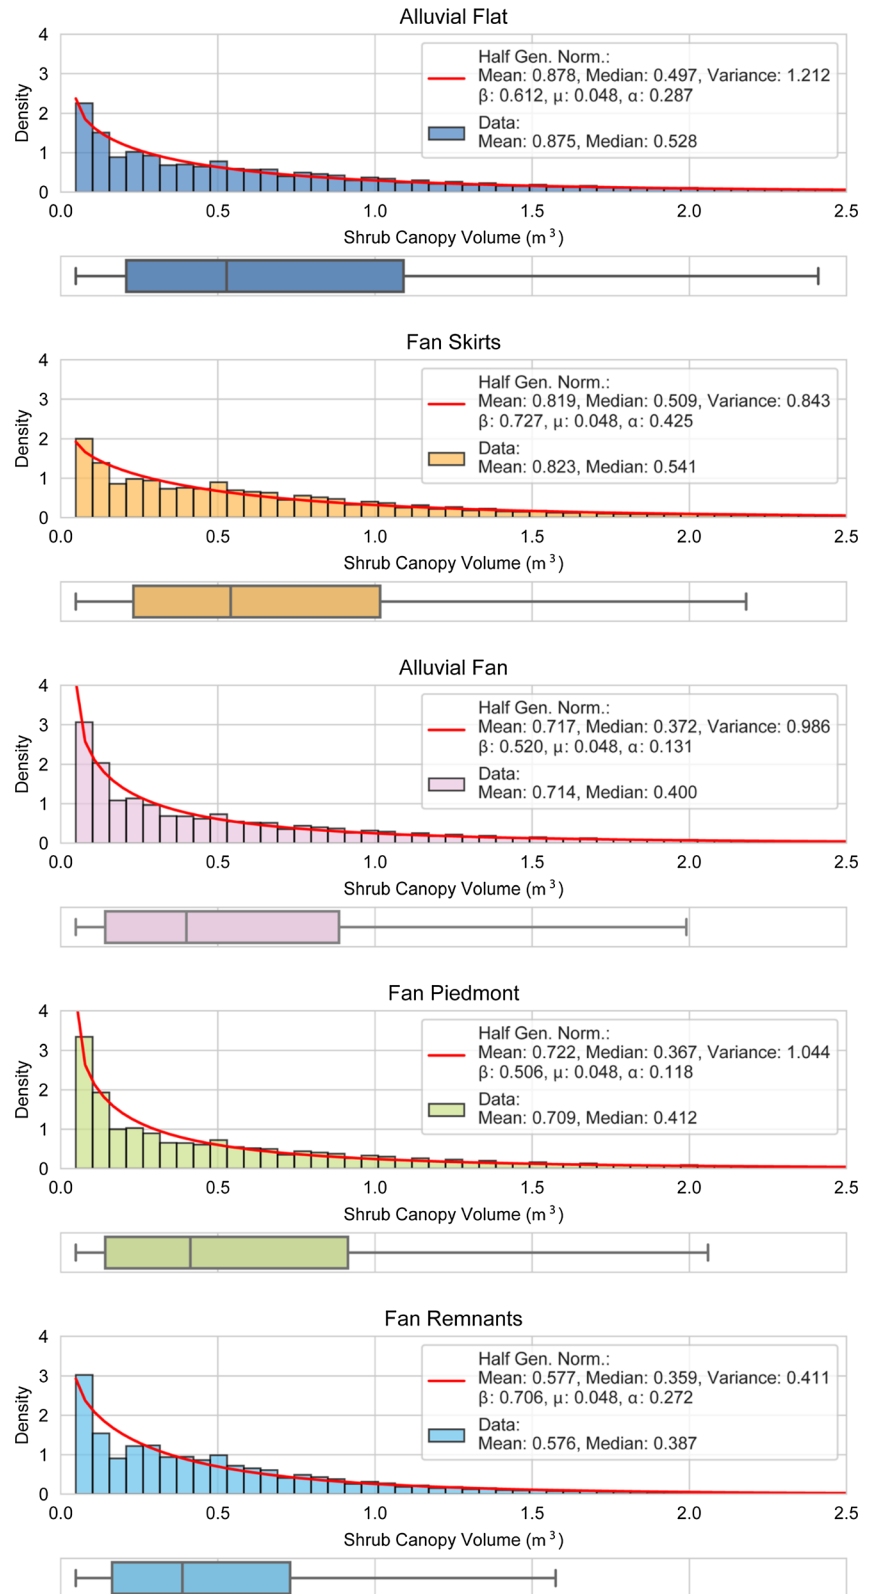 Alluvial Flat
4
3
2
1
0
Density
Half Gen. Norm.:
Mean: 0.878, Median: 0.497, Variance: 1.212
β: 0.612, μ: 0.048, α: 0.287
Data:
Mean: 0.875, Median: 0.528
0.0 0.5 1.0 1.5 2.0 2.5
Shrub Canopy Volume (m³)
Fan Skirts
4
3
2
1
0
Density
Half Gen. Norm.:
Mean: 0.819, Median: 0.509, Variance: 0.843
β: 0.727, μ: 0.048, α: 0.425
Data:
Mean: 0.823, Median: 0.541
0.0 0.5 1.0 1.5 2.0 2.5
Shrub Canopy Volume (m³)
Alluvial Fan
4
3
2
1
0
Density
Half Gen. Norm.:
Mean: 0.717, Median: 0.372, Variance: 0.986
β: 0.520, μ: 0.048, α: 0.131
Data:
Mean: 0.714, Median: 0.400
0.0 0.5 1.0 1.5 2.0 2.5
Shrub Canopy Volume (m³)
Fan Piedmont
4
3
2
1
0
Density
Half Gen. Norm.:
Mean: 0.722, Median: 0.367, Variance: 1.044
β: 0.506, μ: 0.048, α: 0.118
Data:
Mean: 0.709, Median: 0.412
0.0 0.5 1.0 1.5 2.0 2.5
Shrub Canopy Volume (m³)
Fan Remnants
4
3
2
1
0
Density
Half Gen. Norm.:
Mean: 0.577, Median: 0.359, Variance: 0.411
β: 0.706, μ: 0.048, α: 0.272
Data:
Mean: 0.576, Median: 0.387
0.0 0.5 1.0 1.5 2.0 2.5
Shrub Canopy Volume (m³)